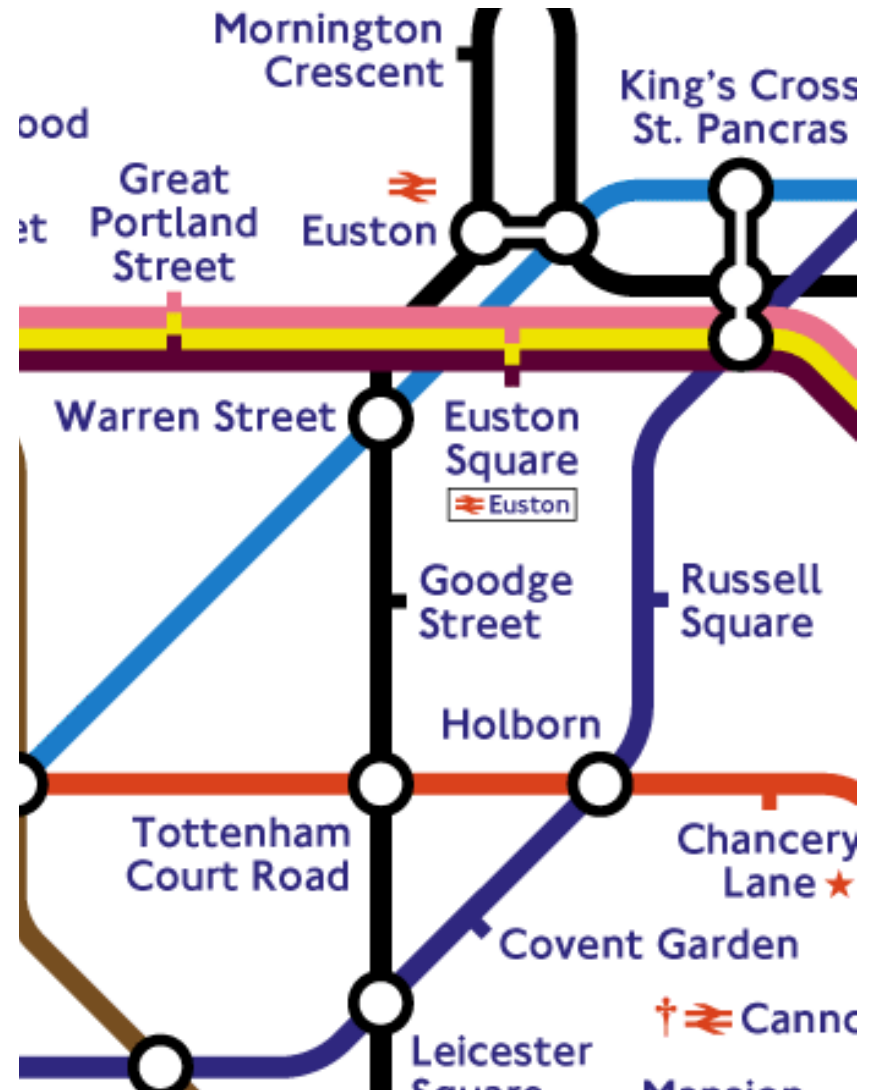 Mornington
Crescent
King's Cross
St. Pancras
Great
Portland
Street
Euston
Warren Street
Euston
Square
Euston
Goodge
Street
Russell
Square
Holborn
Tottenham
Court Road
Chancery
Lane
Covent Garden
Leicester
Square